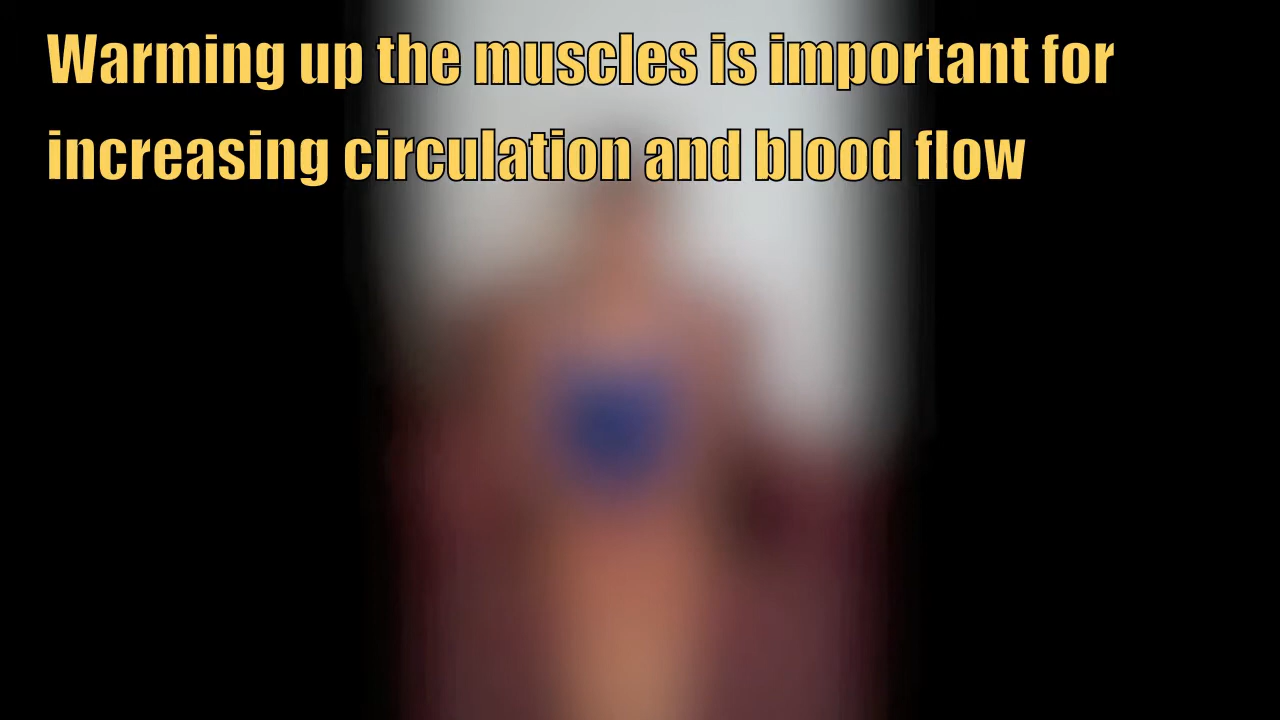 Warming up the muscles is important for
increasing circulation and blood flow